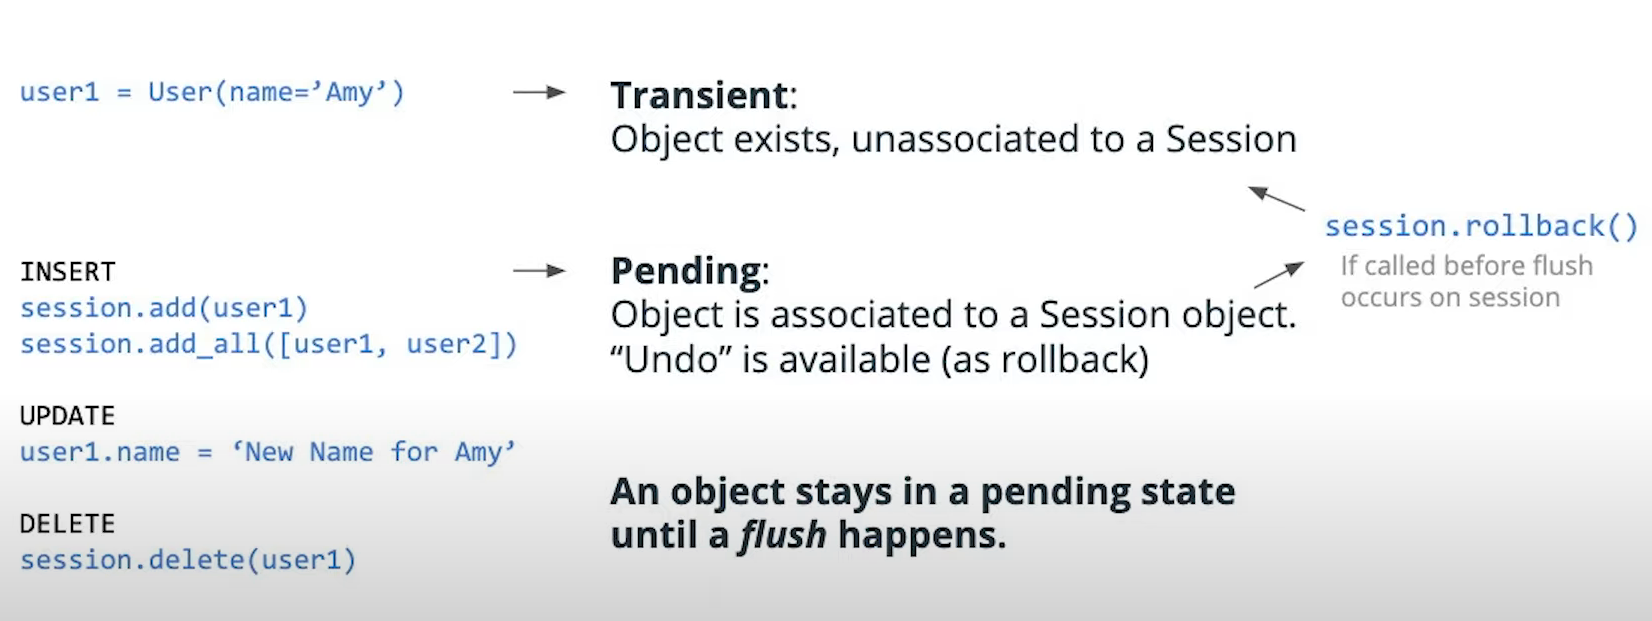 user1 = User(name=’Amy’)
Transient:
Object exists, unassociated to a Session
session.rollback()
If called before flush
occurs on session
INSERT
session.add(user1)
session.add_all([user1, user2])
Pending:
Object is associated to a Session object.
“Undo” is available (as rollback)
UPDATE
user1.name = ‘New Name for Amy’
An object stays in a pending state
until a flush happens.
DELETE
session.delete(user1)